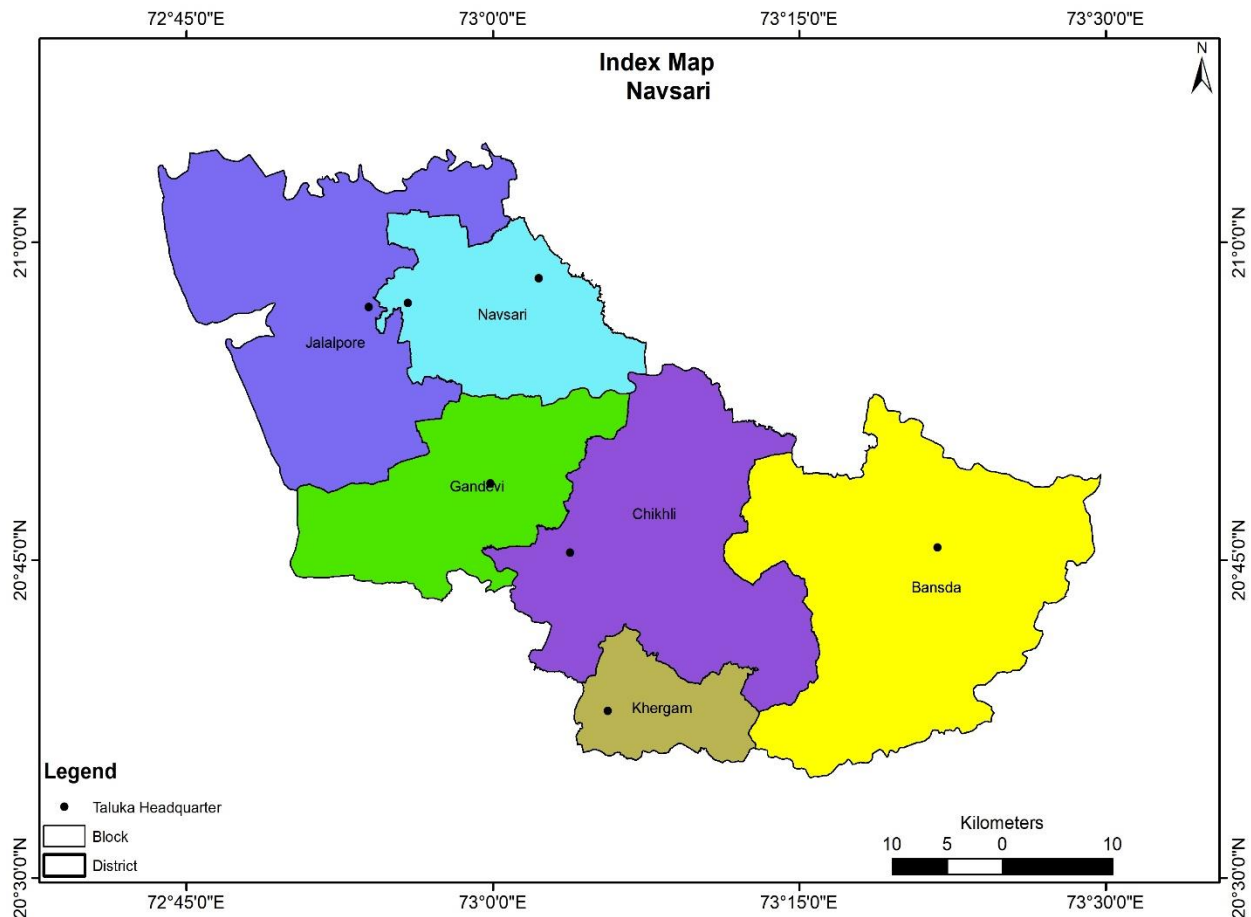 72°45'0"E 73°0'0"E 73°15'0"E 73°30'0"E
Index Map
Navsari
N
21°0'0"N
21°0'0"N
Navsari
Jalalpore
Gandevi
Chikhli
20°45'0"N
20°45'0"N
Bansda
Khergam
Legend
Taluka Headquarter
Block
District
Kilometers
10 5 0 10
20°30'0"N
20°30'0"N
72°45'0"E 73°0'0"E 73°15'0"E 73°30'0"E